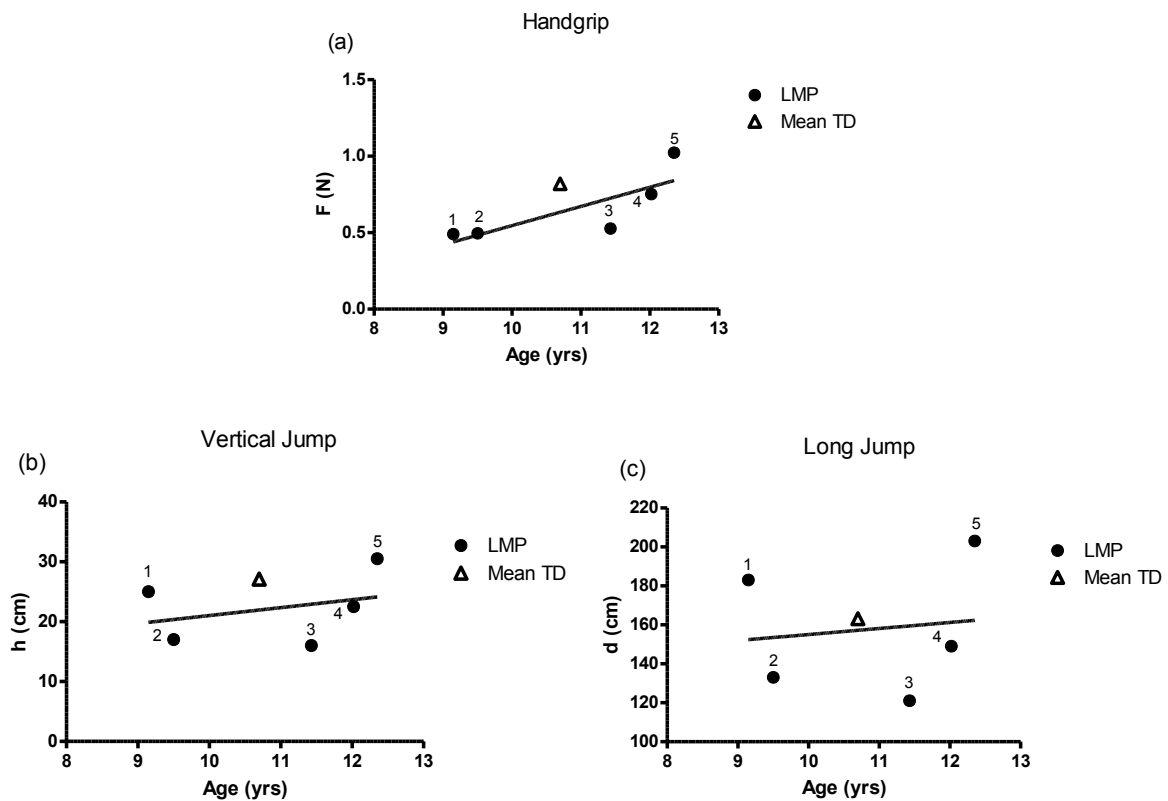 Handgrip
(a)
1.5
1.0
0.5
0.0
F (N)
1
2
3
4
5
LMP
Mean TD
8 9 10 11 12 13
Age (yrs)
Vertical Jump
(b)
40
30
20
10
0
h (cm)
1
2
3
4
5
LMP
Mean TD
8 9 10 11 12 13
Age (yrs)
Long Jump
(c)
220
200
180
160
140
120
100
d (cm)
1
2
3
4
5
LMP
Mean TD
8 9 10 11 12 13
Age (yrs)